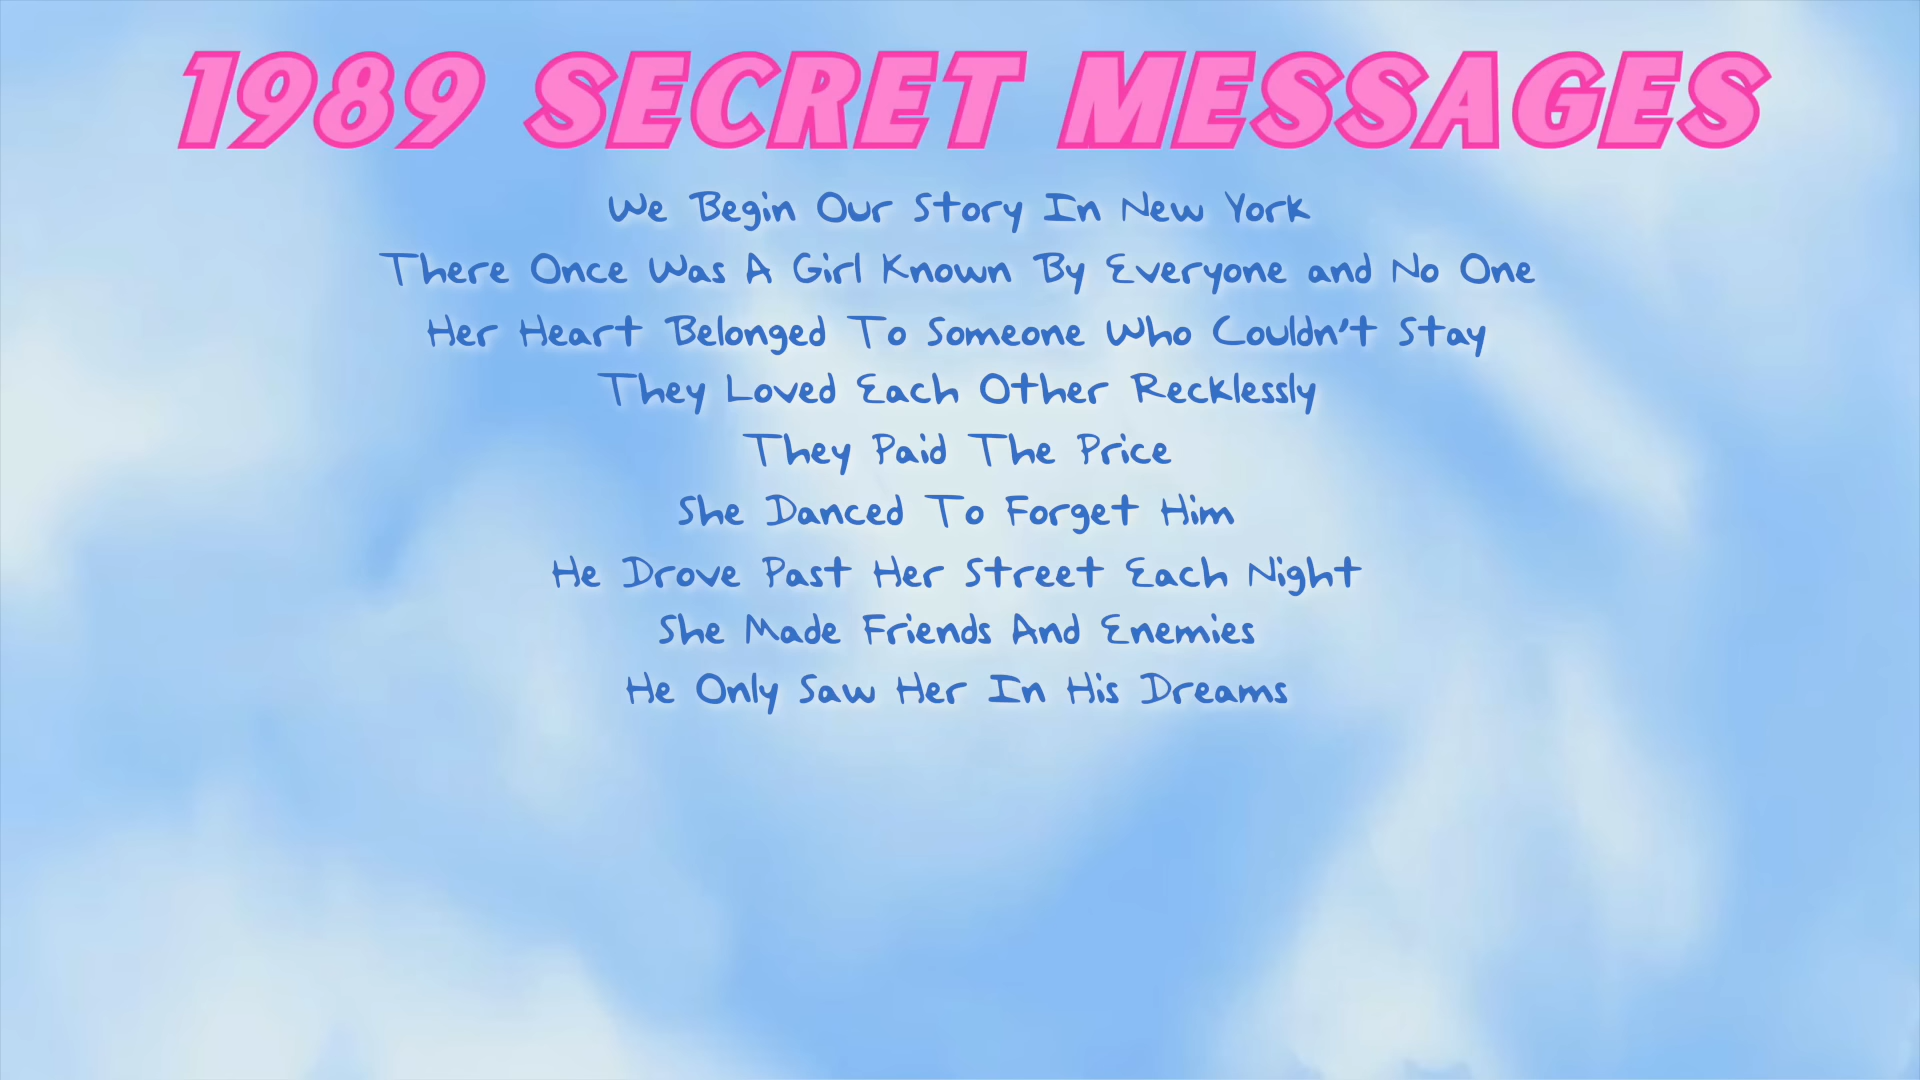 1989 SECRET MESSAGES
We Begin Our Story In New York
There Once Was A Girl Known By Everyone and No One
Her Heart Belonged To Someone Who Couldn't Stay
They Loved Each Other Recklessly
They Paid The Price
She Danced To Forget Him
He Drove Past Her Street Each Night
She Made Friends And Enemies
He Only Saw Her In His Dreams